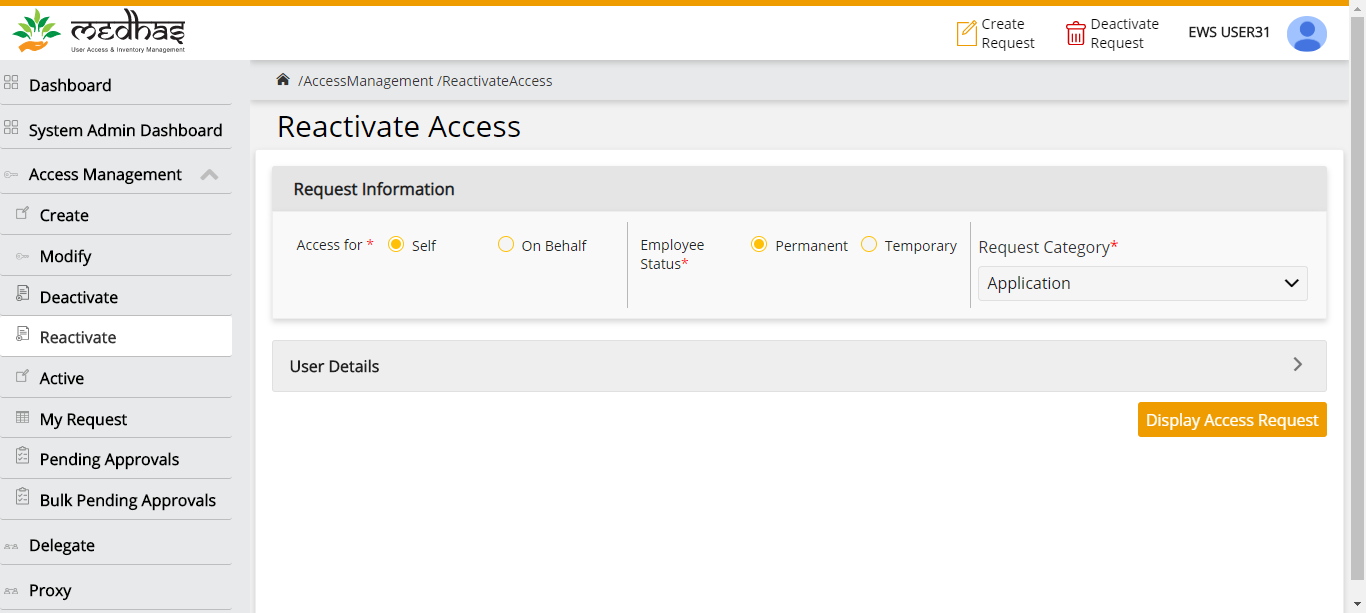 medhas
User Access & Inventory Management
Create
Request
Deactivate
Request
EWS USER31
Dashboard
System Admin Dashboard
Access Management
Create
Modify
Deactivate
Reactivate
Active
My Request
Pending Approvals
Bulk Pending Approvals
Delegate
Proxy
/AccessManagement /ReactivateAccess
Reactivate Access
Request Information
Access for * Self On Behalf
Employee
Status* Permanent Temporary
Request Category*
Application
User Details
Display Access Request